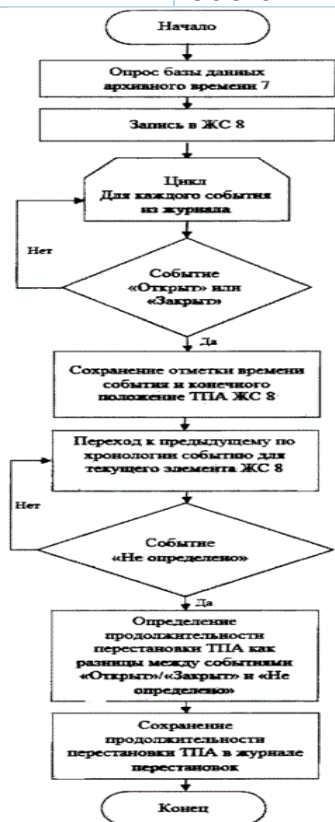 Начало
Опрос базы данных
архивного времени 7
Запись в ЖС 8
Цикл
Для каждого события
из журнала
Нет
Событие
«Открыт» или
«Закрыт»
Да
Сохранение отметки времени
события и конечного
положение ТПА ЖС 8
Переход к предыдущему по
хронологии событию для
текущего элемента ЖС 8
Нет
Событие
«Не определено»
Да
Определение
продолжительности
перестановки ТПА как
разницы между событиями
«Открыт»/«Закрыт» и «Не
определено»
Сохранение
продолжительности
перестановки ТПА в журнале
перестановок
Конец